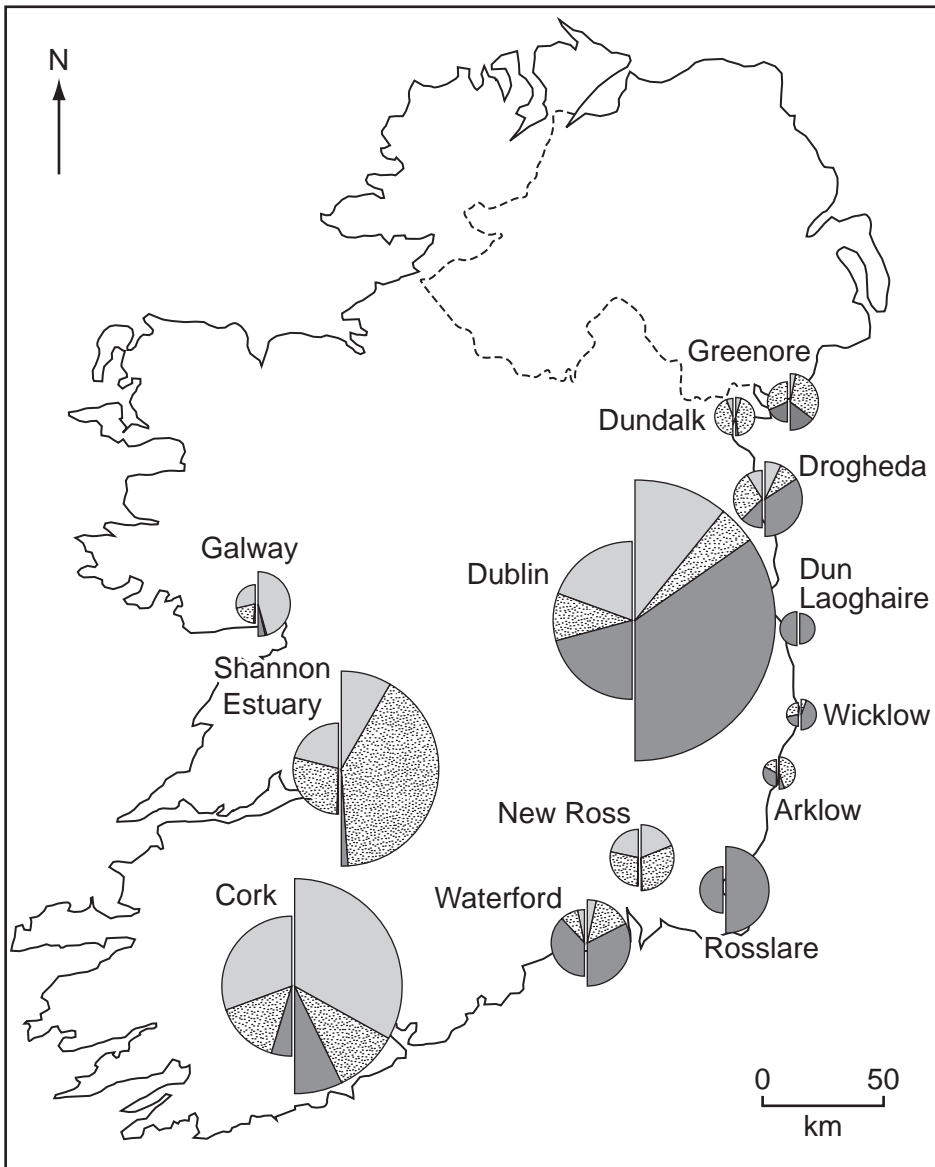 N
Greenore
Dundalk
Drogheda
Galway
Dublin
Dun
Laoghaire
Shannon
Estuary
Wicklow
New Ross
Arklow
Cork
Waterford
Rosslare
0 50
km